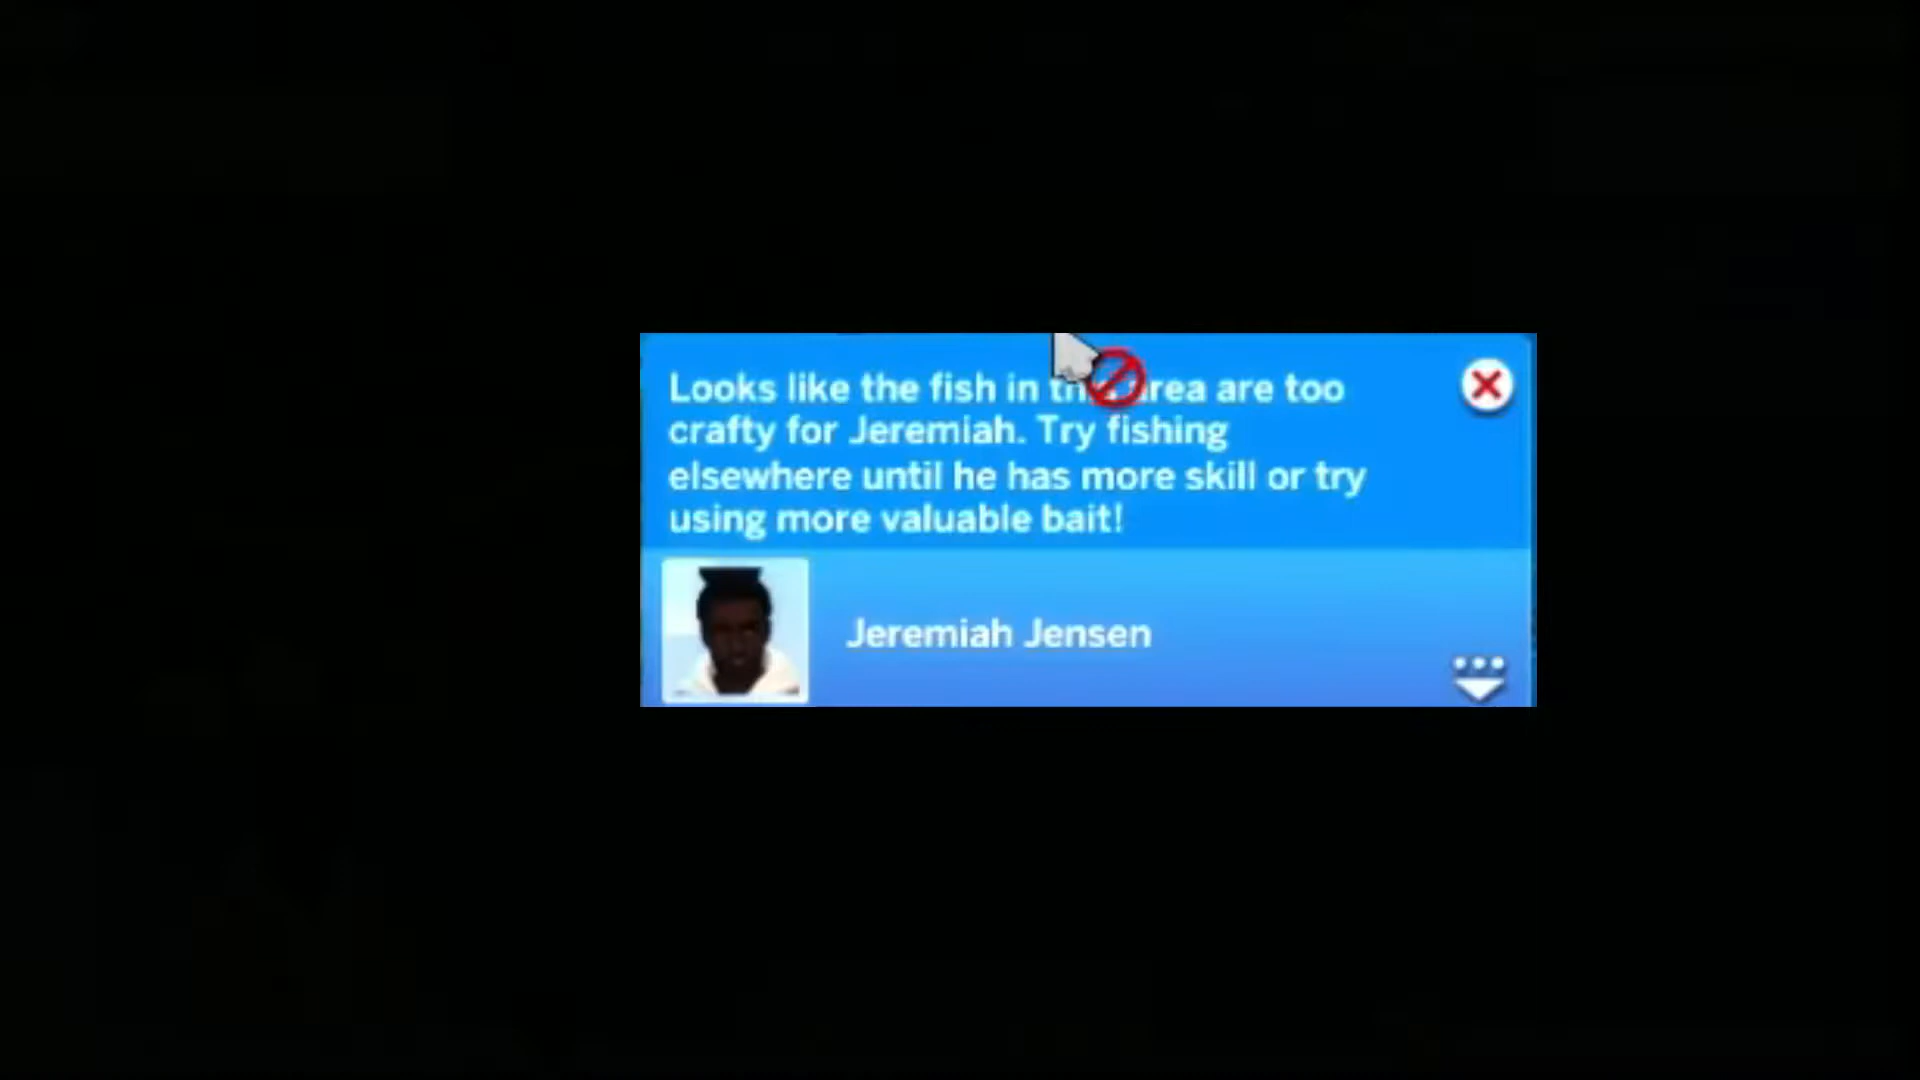 Looks like the fish in this area are too
crafty for Jeremiah. Try fishing
elsewhere until he has more skill or try
using more valuable bait!
Jeremiah Jensen